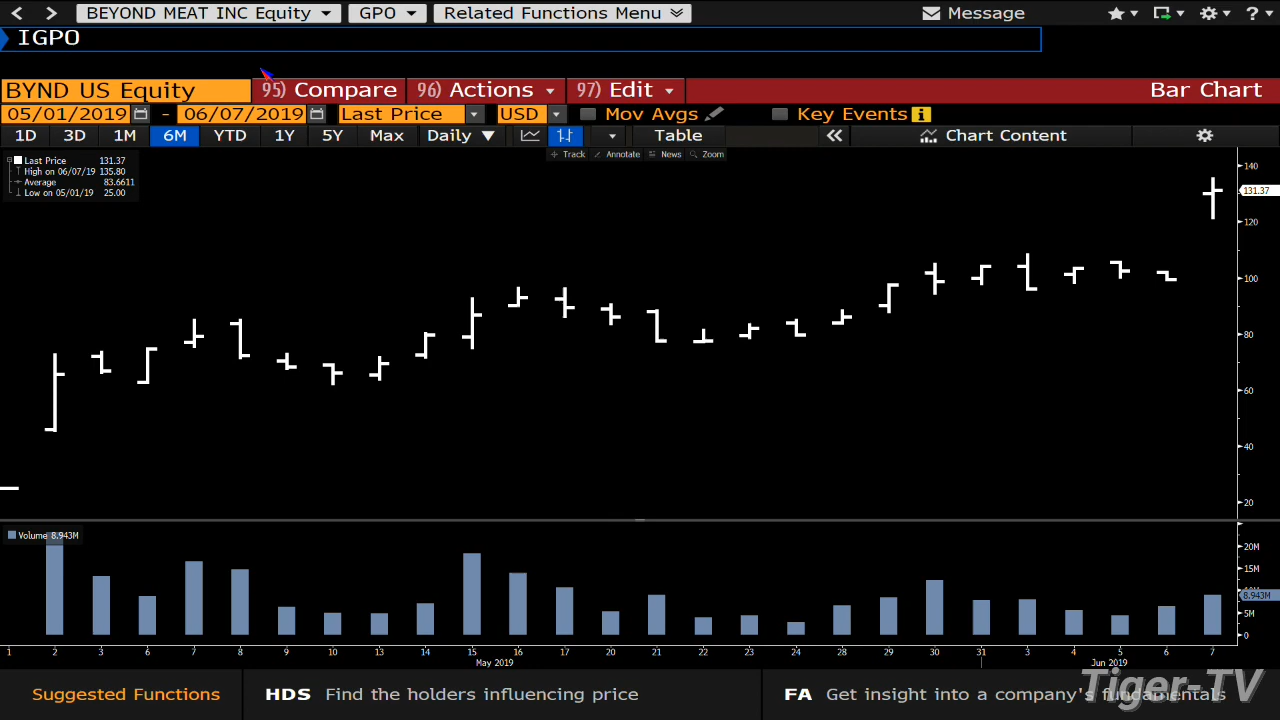 BEYOND MEAT INC Equity GPO Related Functions Menu Message ?
IGPO
BYND US Equity 95) Compare 96) Actions 97) Edit Bar Chart
05/01/2019 - 06/07/2019 Last Price USD Mov Avgs Key Events i
1D 3D 1M 6M YTD 1Y 5Y Max Daily ▼ Table « Chart Content
Track Annotate News Zoom
Last Price 131.37
High on 06/07/19 135.80
Average 83.6611
Low on 05/01/19 25.00
140
131.37
120
100
80
60
40
20
Volume 8.943M
20M
15M
8.943M
5M
0
1 2 3 6 7 8 9 10 13 14 15 16 17 20 21 22 23 24 28 29 30 31 3 4 5 6 7
May 2019 Jun 2019
Suggested Functions HDS Find the holders influencing price FA Get insight into a company's fundamentals
Tiger-TV